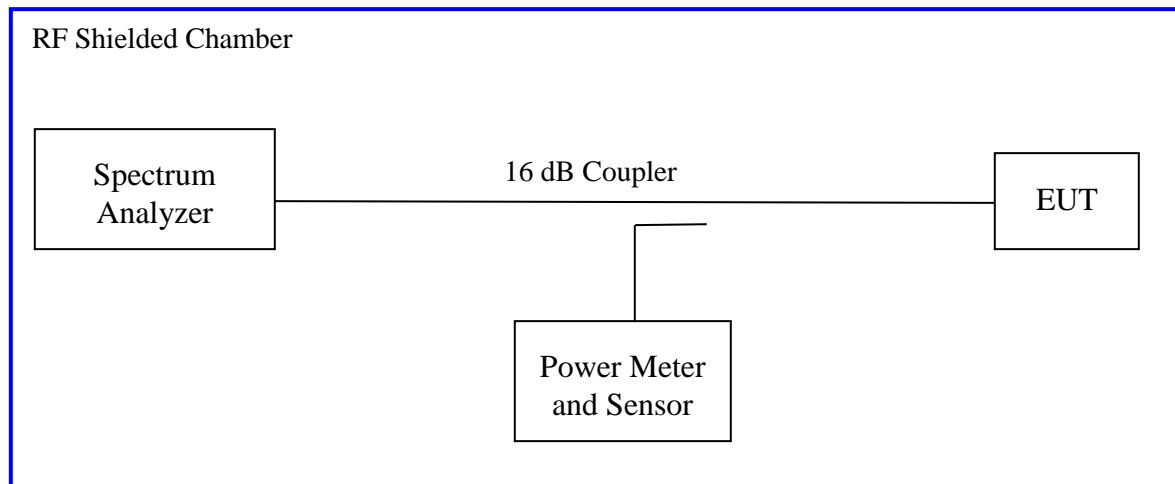 RF Shielded Chamber
Spectrum
Analyzer
16 dB Coupler
EUT
Power Meter
and Sensor